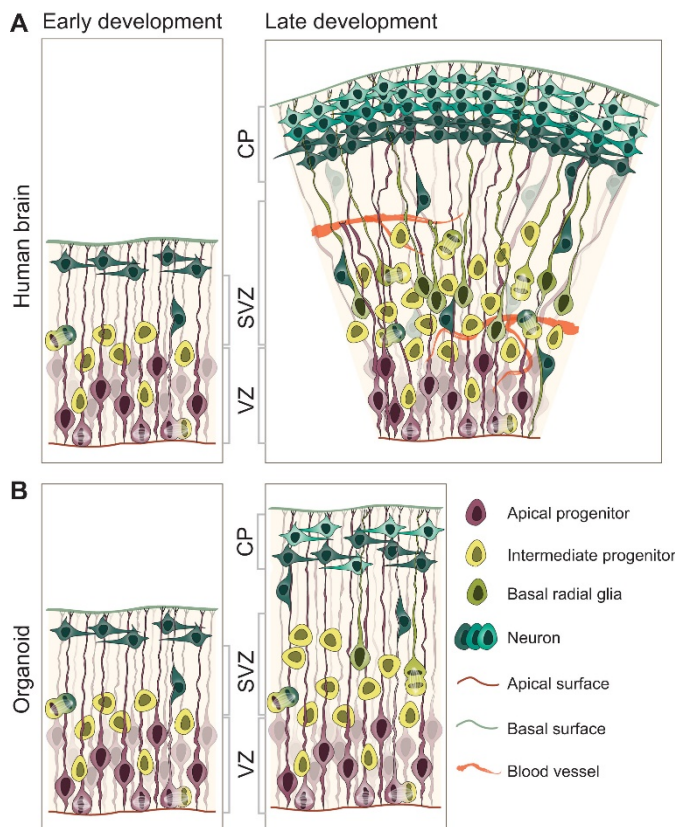 Early development
Late development
A
Human brain
CP
SVZ
VZ
B
Organoid
CP
SVZ
VZ
Apical progenitor
Intermediate progenitor
Basal radial glia
Neuron
Apical surface
Basal surface
Blood vessel